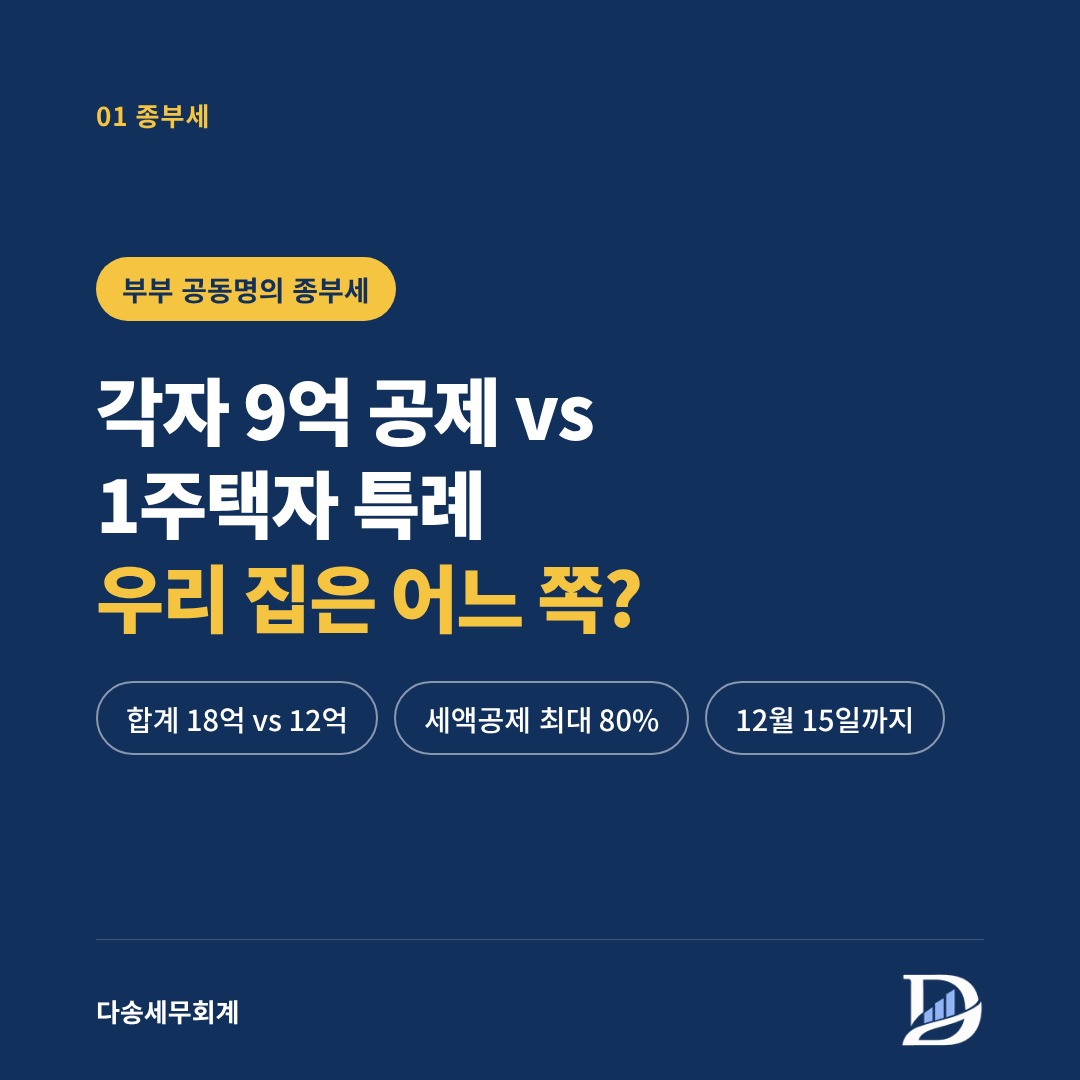 01 종부세
부부 공동명의 종부세
각자 9억 공제 vs
1주택자 특례
우리 집은 어느 쪽?
합계 18억 vs 12억
세액공제 최대 80%
12월 15일까지
다송세무회계
D